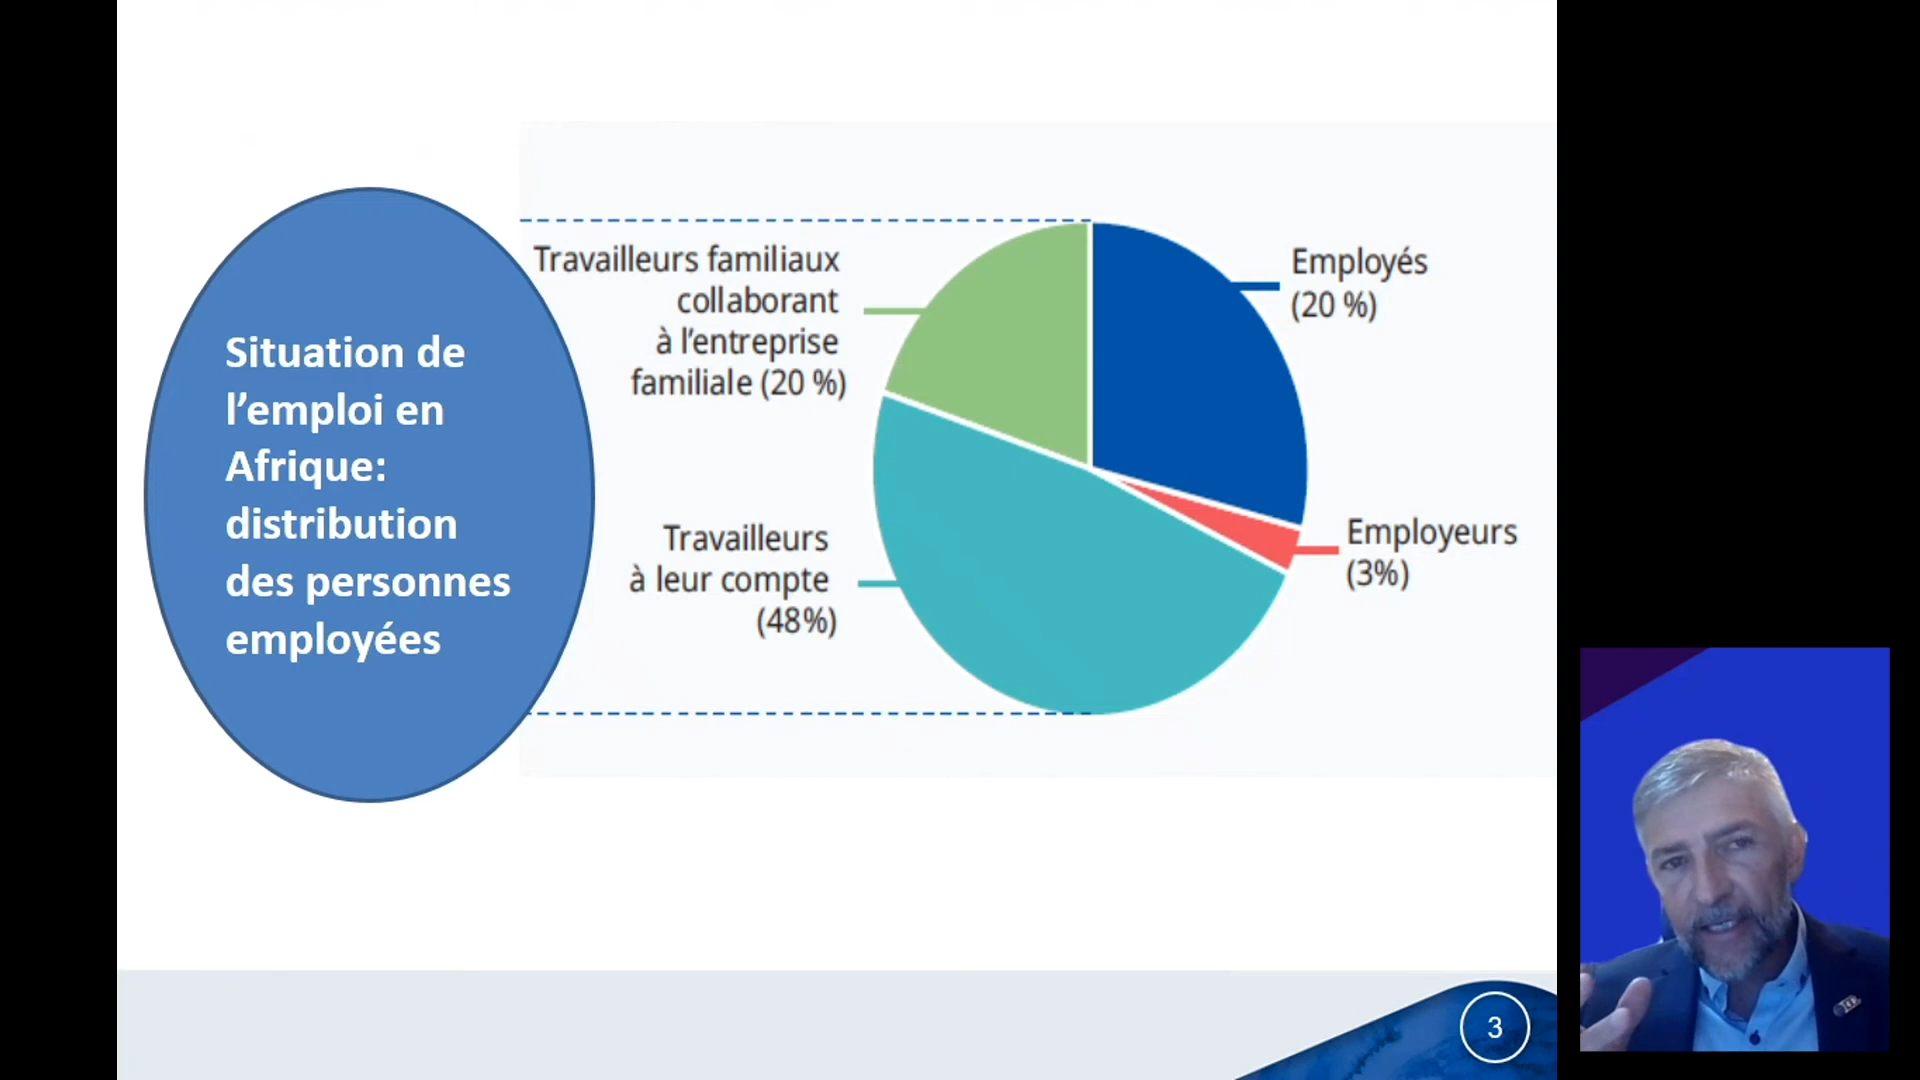 Situation de
l’emploi en
Afrique:
distribution
des personnes
employées
Travailleurs familiaux
collaborant
à l’entreprise
familiale (20 %)
Travailleurs
à leur compte
(48%)
Employés
(20 %)
Employeurs
(3%)
3